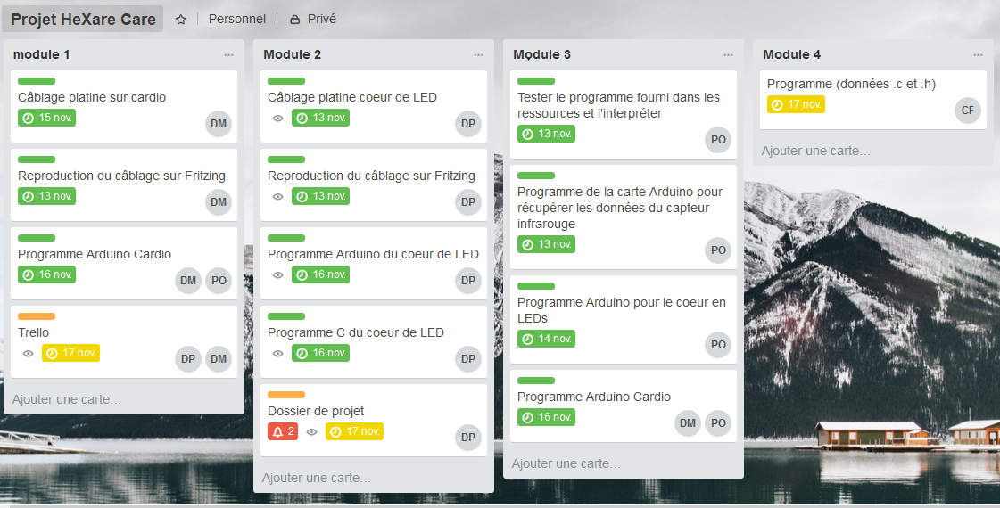 Projet HeXare Care
Personnel
Privé
module 1
Câblage platine sur cardio
15 nov.
DM
Reproduction du câblage sur Fritzing
13 nov.
DM
Programme Arduino Cardio
16 nov.
DM
PO
Trello
17 nov.
DP
DM
Ajouter une carte…
Module 2
Câblage platine coeur de LED
13 nov.
DP
Reproduction du câblage sur Fritzing
13 nov.
DP
Programme Arduino du coeur de LED
16 nov.
DP
Programme C du coeur de LED
16 nov.
DP
Dossier de projet
2
17 nov.
DP
Ajouter une carte…
Module 3
Tester le programme fourni dans les
ressources et l'interpréter
13 nov.
PO
Programme de la carte Arduino pour
récupérer les données du capteur
infrarouge
13 nov.
PO
Programme Arduino pour le coeur en
LEDs
14 nov.
PO
Programme Arduino Cardio
16 nov.
DM
PO
Ajouter une carte…
Module 4
Programme (données .c et .h)
17 nov.
CF
Ajouter une carte…